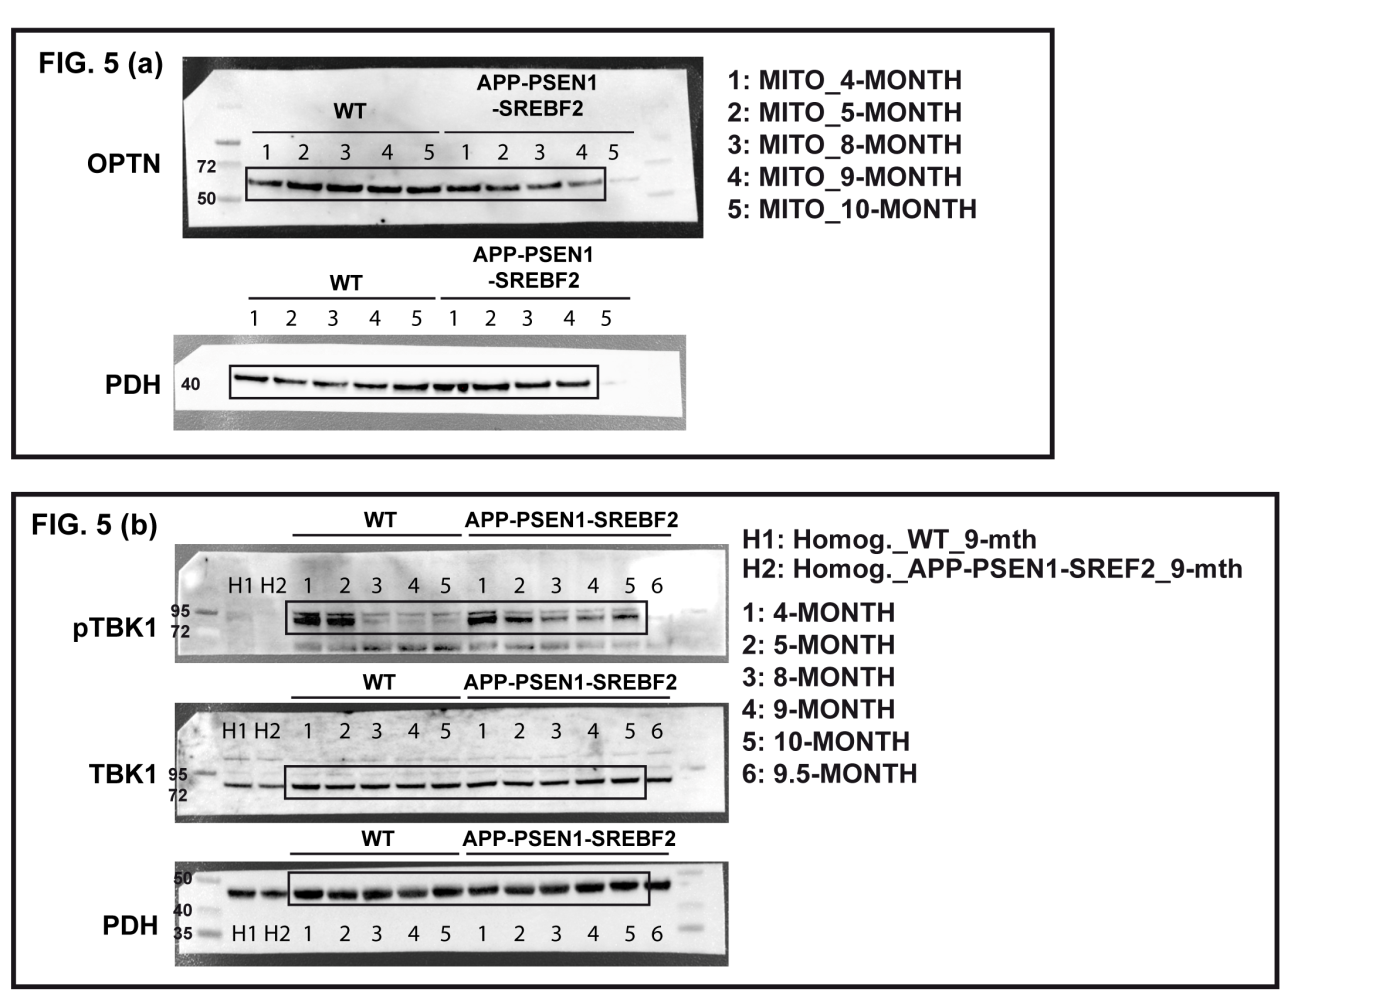 FIG. 5 (a)
APP-PSEN1
-SREBF2
WT
1 2 3 4 5 1 2 3 4 5
OPTN
72
50
1: MITO_4-MONTH
2: MITO_5-MONTH
3: MITO_8-MONTH
4: MITO_9-MONTH
5: MITO_10-MONTH
APP-PSEN1
-SREBF2
WT
1 2 3 4 5 1 2 3 4 5
PDH
40
FIG. 5 (b)
WT APP-PSEN1-SREBF2
H1 H2 1 2 3 4 5 1 2 3 4 5 6
95
pTBK1
72
H1: Homog._WT_9-mth
H2: Homog._APP-PSEN1-SREF2_9-mth
1: 4-MONTH
2: 5-MONTH
3: 8-MONTH
4: 9-MONTH
5: 10-MONTH
6: 9.5-MONTH
WT APP-PSEN1-SREBF2
H1 H2 1 2 3 4 5 1 2 3 4 5 6
TBK1
95
72
WT APP-PSEN1-SREBF2
50
40
PDH
35
H1 H2 1 2 3 4 5 1 2 3 4 5 6